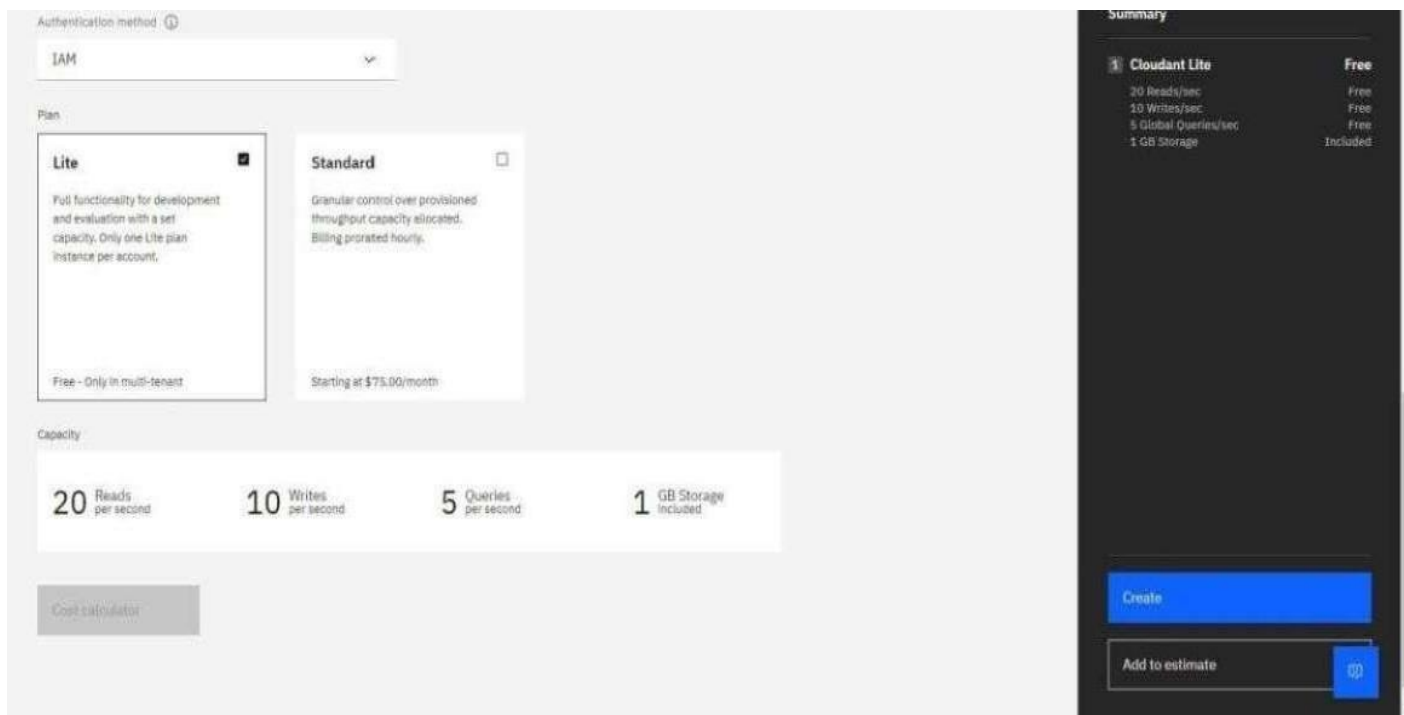 Authentication method
IAM
Plan
Lite
Full functionality for development
and evaluation with a set
capacity. Only one Lite plan
instance per account.
Free - Only in multi-tenant
Standard
Granular control over provisioned
throughput capacity allocated.
Billing prorated hourly.
Starting at $75.00/month
Capacity
20 Reads
per second
10 Writes
per second
5 Queries
per second
1 GB Storage
Included
Cost calculator
Summary
1 Cloudant Lite Free
20 Reads/sec Free
10 Writes/sec Free
5 Global Queries/sec Free
1 GB Storage Included
Create
Add to estimate